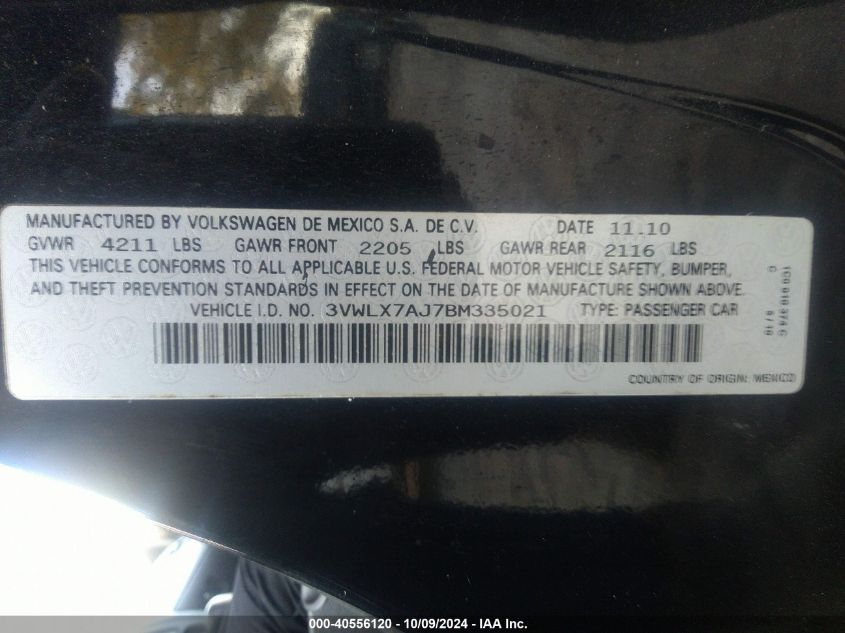 MANUFACTURED BY VOLKSWAGEN DE MEXICO S.A. DE C.V. DATE 11.10
GVWR 4211 LBS GAWR FRONT 2205 LBS GAWR REAR 2116 LBS
THIS VEHICLE CONFORMS TO ALL APPLICABLE U.S. FEDERAL MOTOR VEHICLE SAFETY, BUMPER,
AND THEFT PREVENTION STANDARDS IN EFFECT ON THE DATE OF MANUFACTURE SHOWN ABOVE.
VEHICLE I.D. NO. 3VWLX7AJ7BM335021 TYPE: PASSENGER CAR
COUNTRY OF ORIGIN: MEXICO
000-40556120 - 10/09/2024 - IAA Inc.